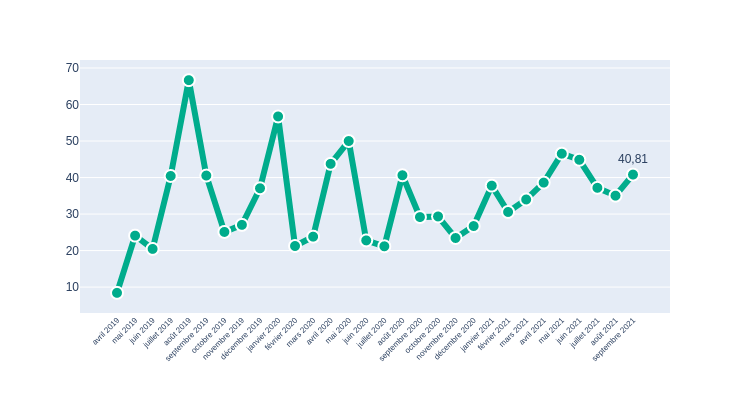 70
60
50
40
30
20
10
40,81
avril 2019
mai 2019
juin 2019
juillet 2019
août 2019
septembre 2019
octobre 2019
novembre 2019
décembre 2019
janvier 2020
février 2020
mars 2020
avril 2020
mai 2020
juin 2020
juillet 2020
août 2020
septembre 2020
octobre 2020
novembre 2020
décembre 2020
janvier 2021
février 2021
mars 2021
avril 2021
mai 2021
juin 2021
juillet 2021
août 2021
septembre 2021